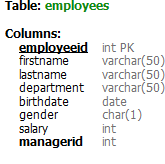 Table: employees
Columns:
employeeid int PK
firstname varchar(50)
lastname varchar(50)
department varchar(50)
birthdate date
gender char(1)
salary int
managerid int